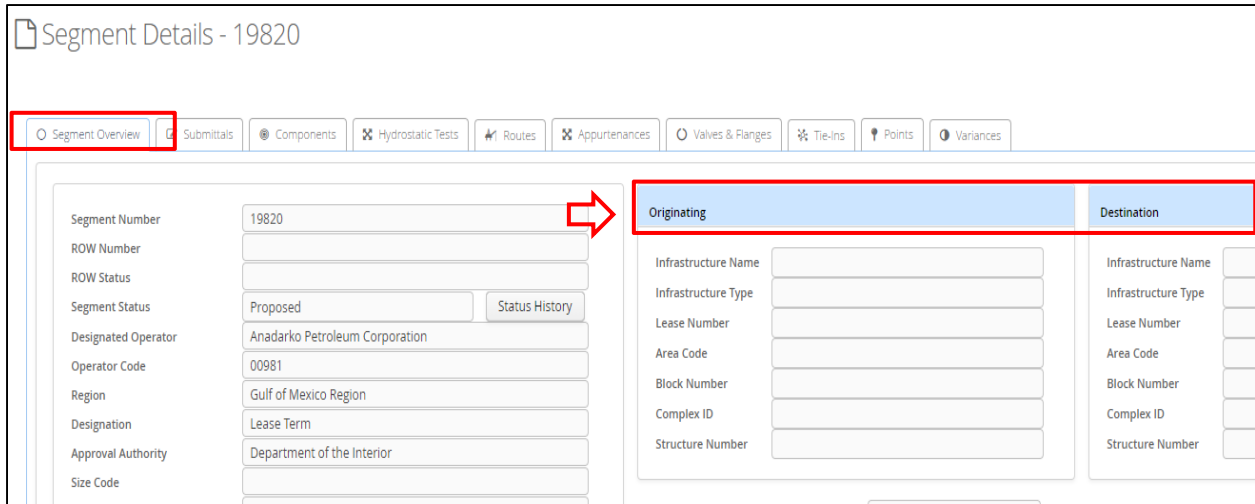 Segment Details - 19820
Segment Overview
Submittals
Components
Hydrostatic Tests
Routes
Appurtenances
Valves & Flanges
Tie-Ins
Points
Variances
Segment Number 19820
ROW Number
ROW Status
Segment Status Proposed Status History
Designated Operator Anadarko Petroleum Corporation
Operator Code 00981
Region Gulf of Mexico Region
Designation Lease Term
Approval Authority Department of the Interior
Size Code
Originating
Infrastructure Name
Infrastructure Type
Lease Number
Area Code
Block Number
Complex ID
Structure Number
Destination
Infrastructure Name
Infrastructure Type
Lease Number
Area Code
Block Number
Complex ID
Structure Number